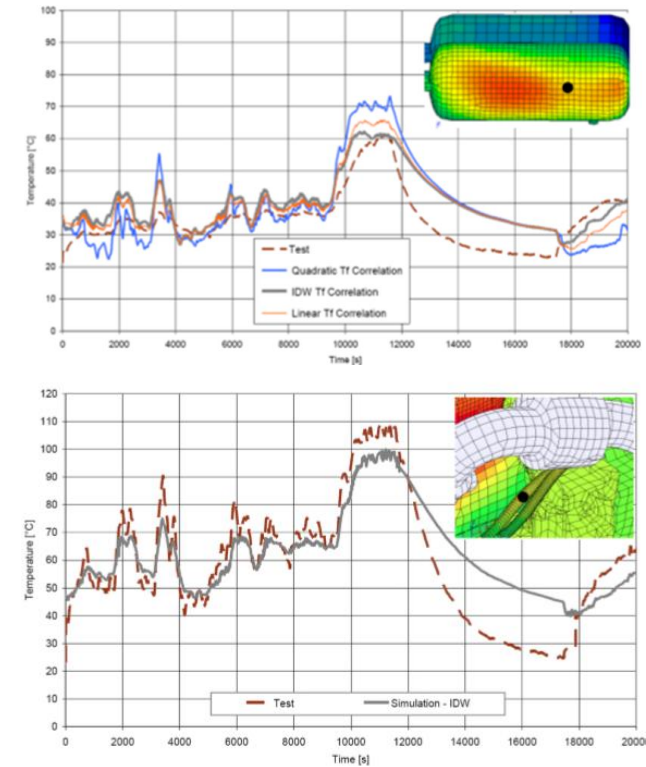 100
90
80
70
60
50
40
30
20
10
0
Temperature [°C]
Test
Quadratic Tf Correlation
IDW Tf Correlation
Linear Tf Correlation
0 2000 4000 6000 8000 10000 12000 14000 16000 18000 20000
Time [s]
120
110
100
90
80
70
60
50
40
30
20
10
0
Temperature [°C]
Test Simulation - IDW
0 2000 4000 6000 8000 10000 12000 14000 16000 18000 20000
Time [s]